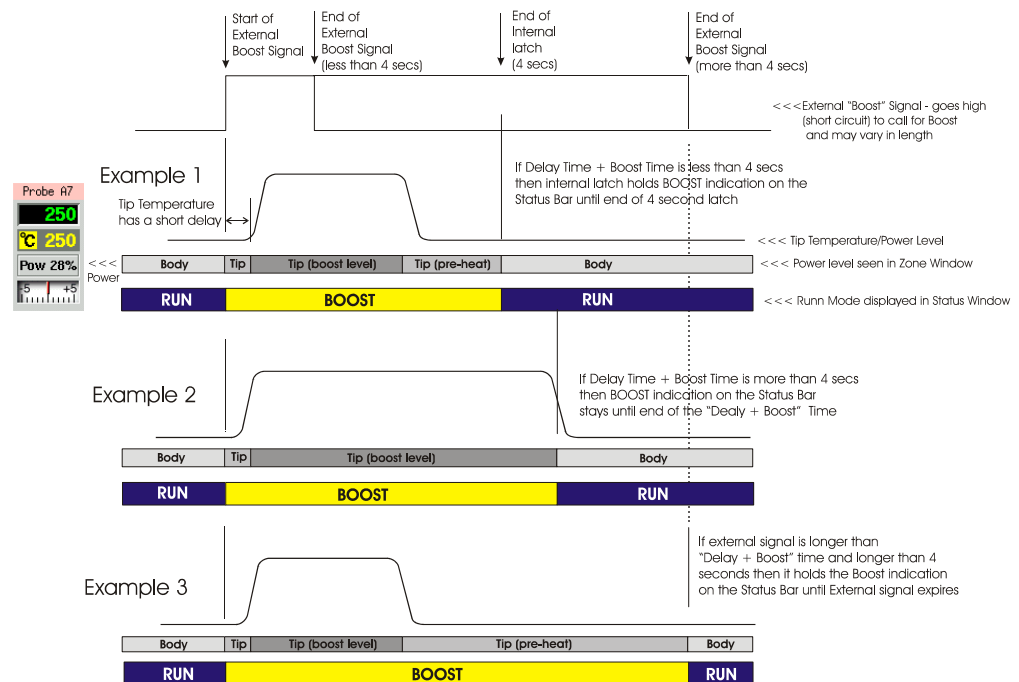 Start of
External
Boost Signal
End of
External
Boost Signal
(less than 4 secs)
End of
Internal
latch
(4 secs)
End of
External
Boost Signal
(more than 4 secs)
<<<External "Boost" Signal - goes high
(short circuit) to call for Boost
and may vary in length
Example 1
If Delay Time + Boost Time is less than 4 secs
then internal latch holds BOOST indication on the
Status Bar until end of 4 second latch
Probe A7
250
°C 250
Pow 28%
-5 +5
Tip Temperature
has a short delay
<<< Tip Temperature/Power Level
<<<
Power
Body Tip Tip (boost level) Tip (pre-heat) Body
<<< Power level seen in Zone Window
RUN BOOST RUN
<<< Runn Mode displayed in Status Window
Example 2
If Delay Time + Boost Time is more than 4 secs
then BOOST indication on the Status Bar
stays until end of the "Dealy + Boost" Time
Body Tip Tip (boost level) Body
RUN BOOST RUN
Example 3
If external signal is longer than
"Delay + Boost" time and longer than 4
seconds then it holds the Boost indication
on the Status Bar until External signal expires
Body Tip Tip (boost level) Tip (pre-heat) Body
RUN BOOST RUN